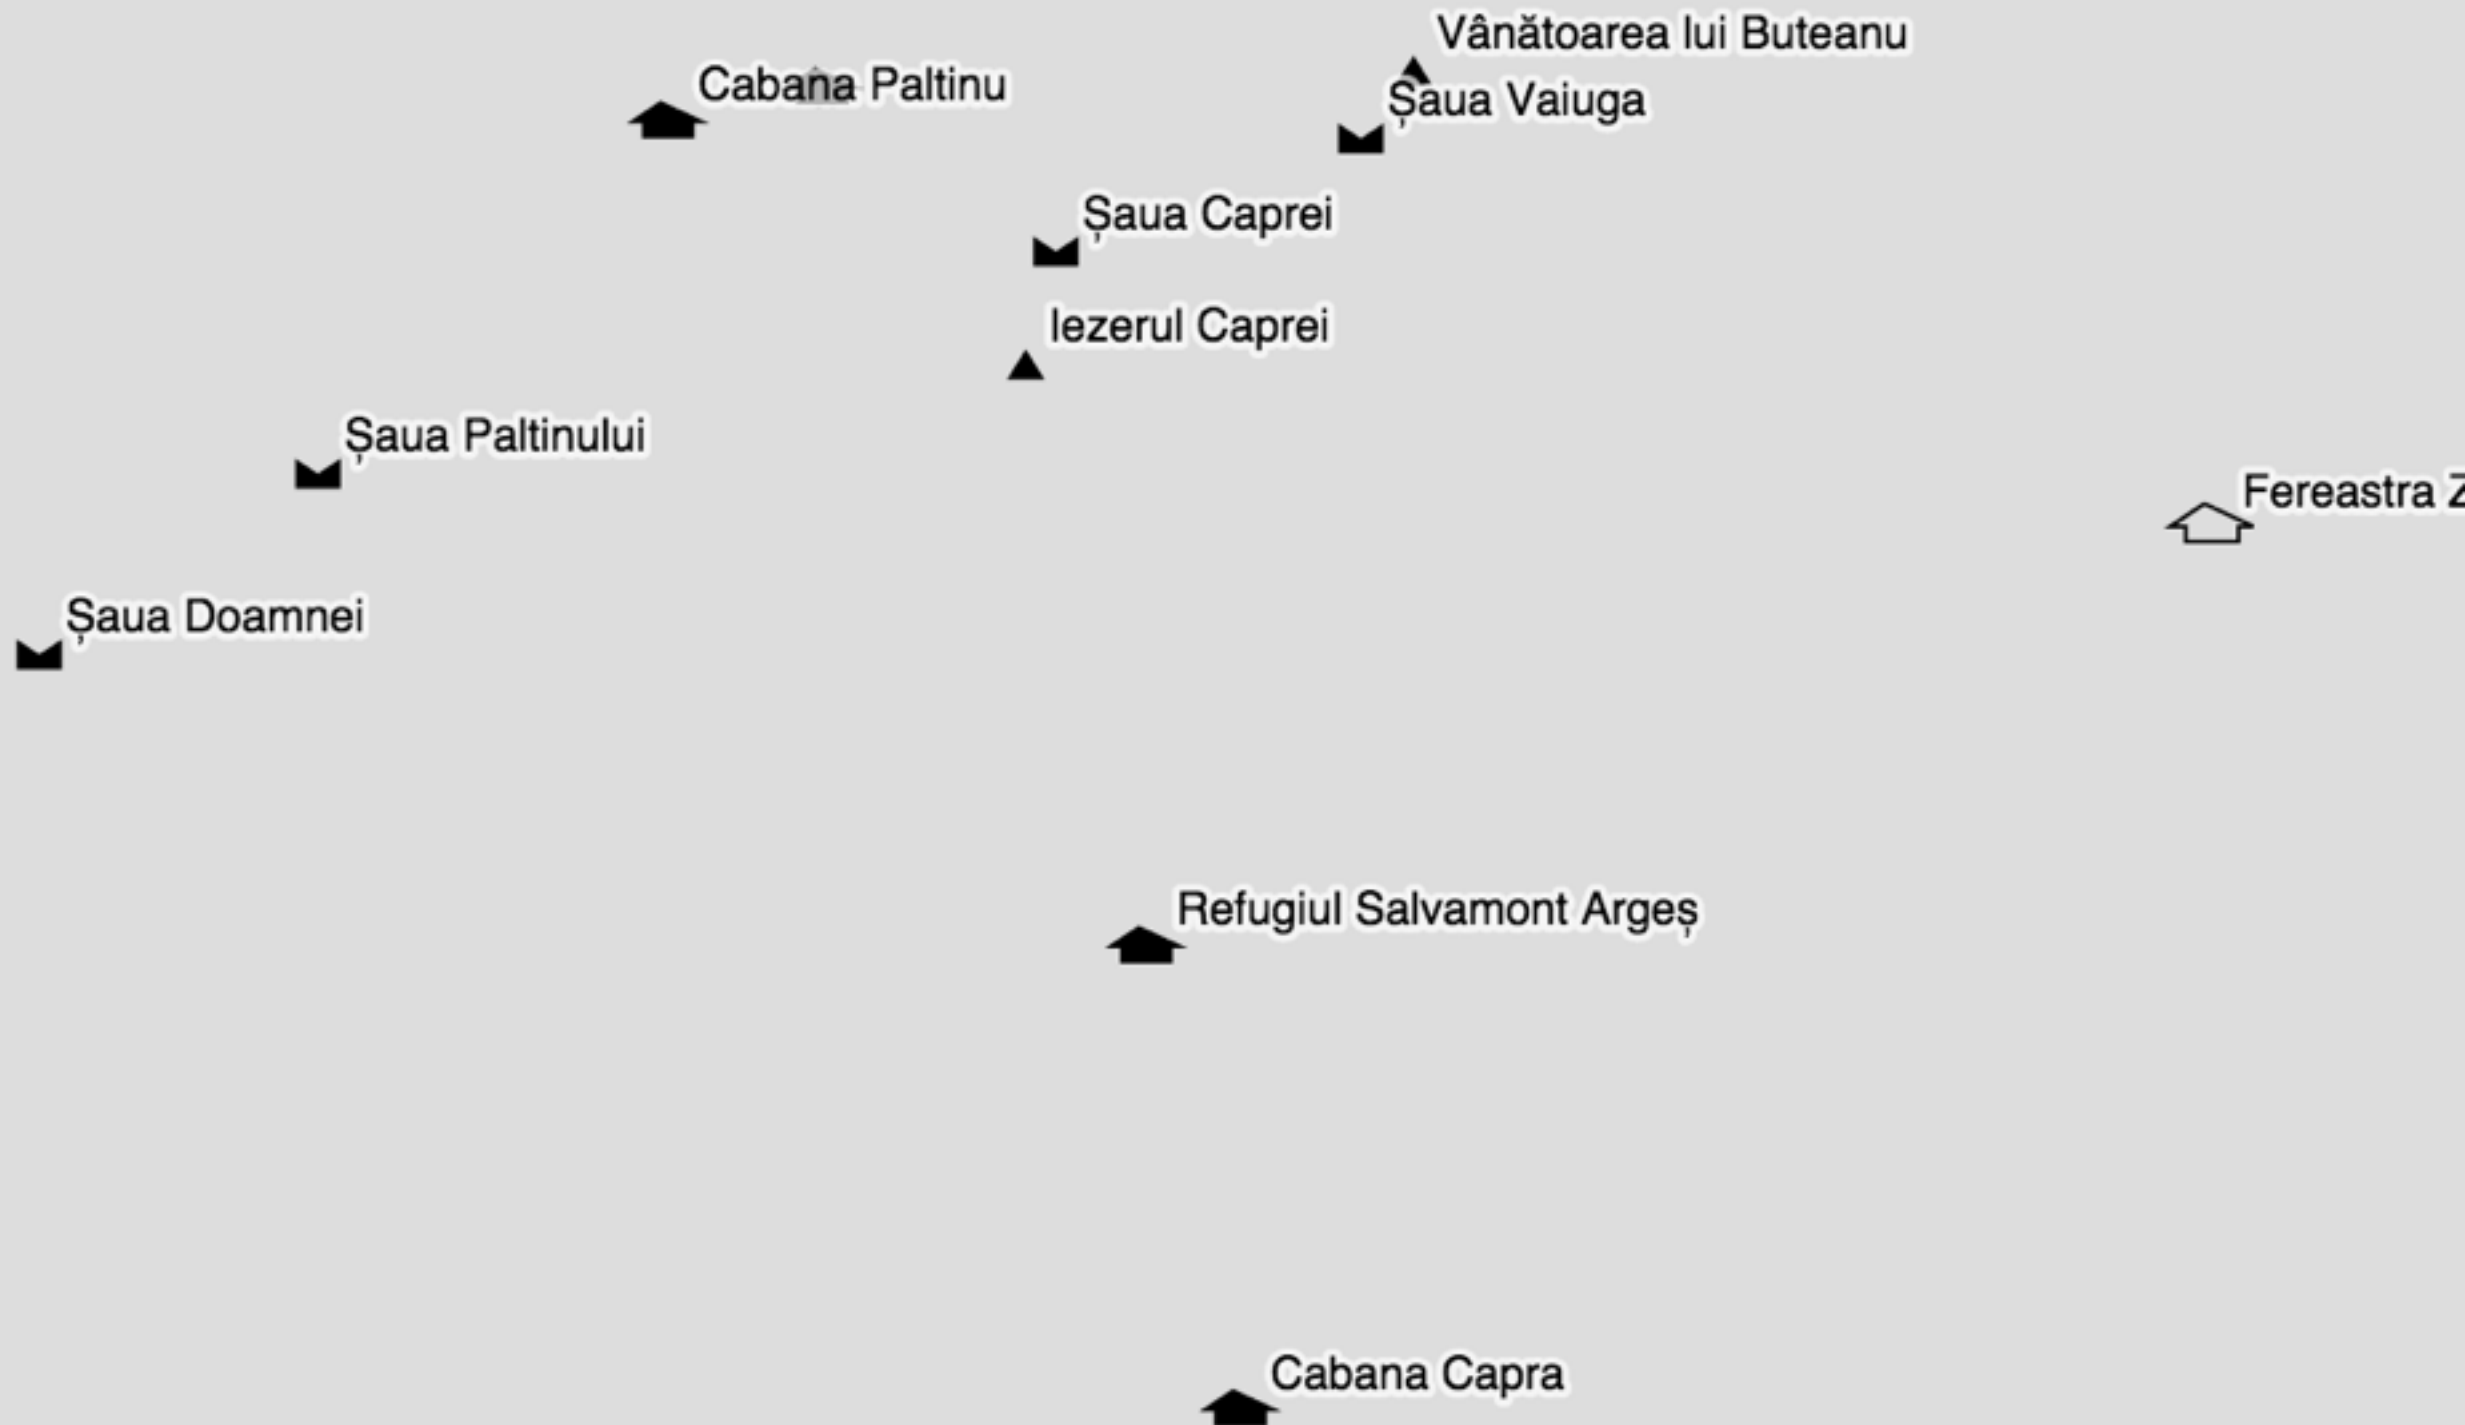 Vânătoarea lui Buteanu
Cabana Paltinu
Șaua Vaiuga
Șaua Caprei
Iezerul Caprei
Șaua Paltinului
Fereastra
Șaua Doamnei
Refugiul Salvamont Argeș
Cabana Capra